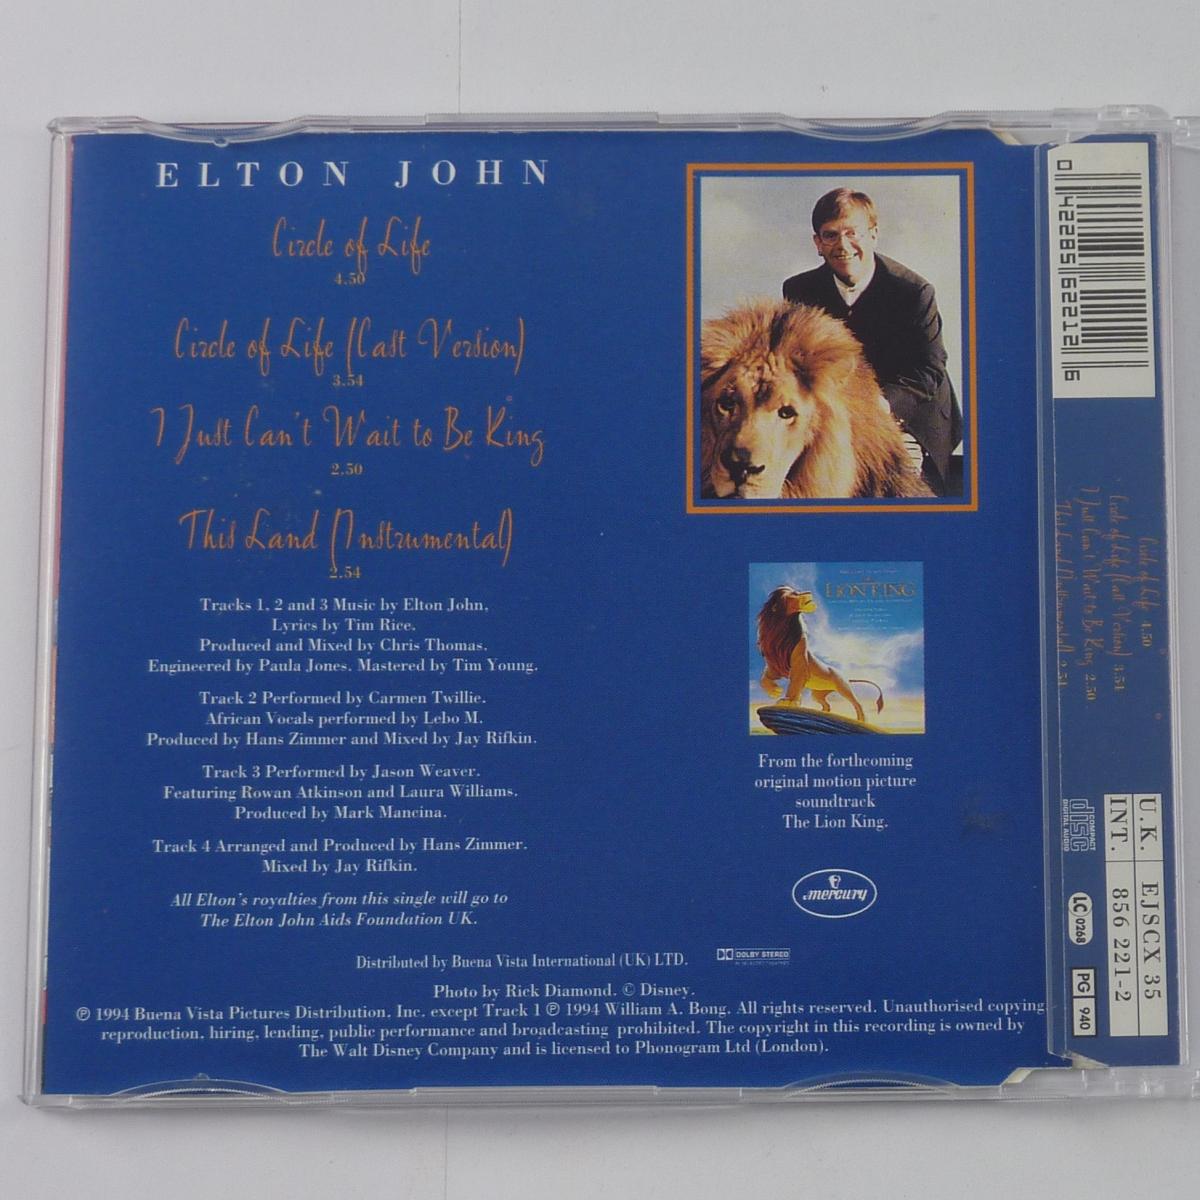 ELTON JOHN
Circle of Life
4.50
Circle of Life (Cast Version)
3.54
I Just Can't Wait to Be King
2.50
This Land (Instrumental)
2.54
Tracks 1, 2 and 3 Music by Elton John,
Lyrics by Tim Rice.
Produced and Mixed by Chris Thomas.
Engineered by Paula Jones. Mastered by Tim Young.
Track 2 Performed by Carmen Twillie.
African Vocals performed by Lebo M.
Produced by Hans Zimmer and Mixed by Jay Rifkin.
Track 3 Performed by Jason Weaver.
Featuring Rowan Atkinson and Laura Williams.
Produced by Mark Mancina.
Track 4 Arranged and Produced by Hans Zimmer.
Mixed by Jay Rifkin.
All Elton's royalties from this single will go to
The Elton John Aids Foundation UK.
THE LION KING
From the forthcoming
original motion picture
soundtrack
The Lion King.
mercury
Distributed by Buena Vista International (UK) LTD.
DOLBY STEREO
Photo by Rick Diamond. © Disney.
℗ 1994 Buena Vista Pictures Distribution, Inc. except Track 1 ℗ 1994 William A. Bong. All rights reserved. Unauthorised copying,
reproduction, hiring, lending, public performance and broadcasting prohibited. The copyright in this recording is owned by
The Walt Disney Company and is licensed to Phonogram Ltd (London).
0 42285 62212 6
Circle of Life 4.50
Circle of Life (Cast Version) 3.54
I Just Can't Wait to Be King 2.50
This Land (Instrumental) 2.54
COMPACT
disc
DIGITAL AUDIO
U.K. EJSCX 35
INT. 856 221-2
LC 0268
PG 940